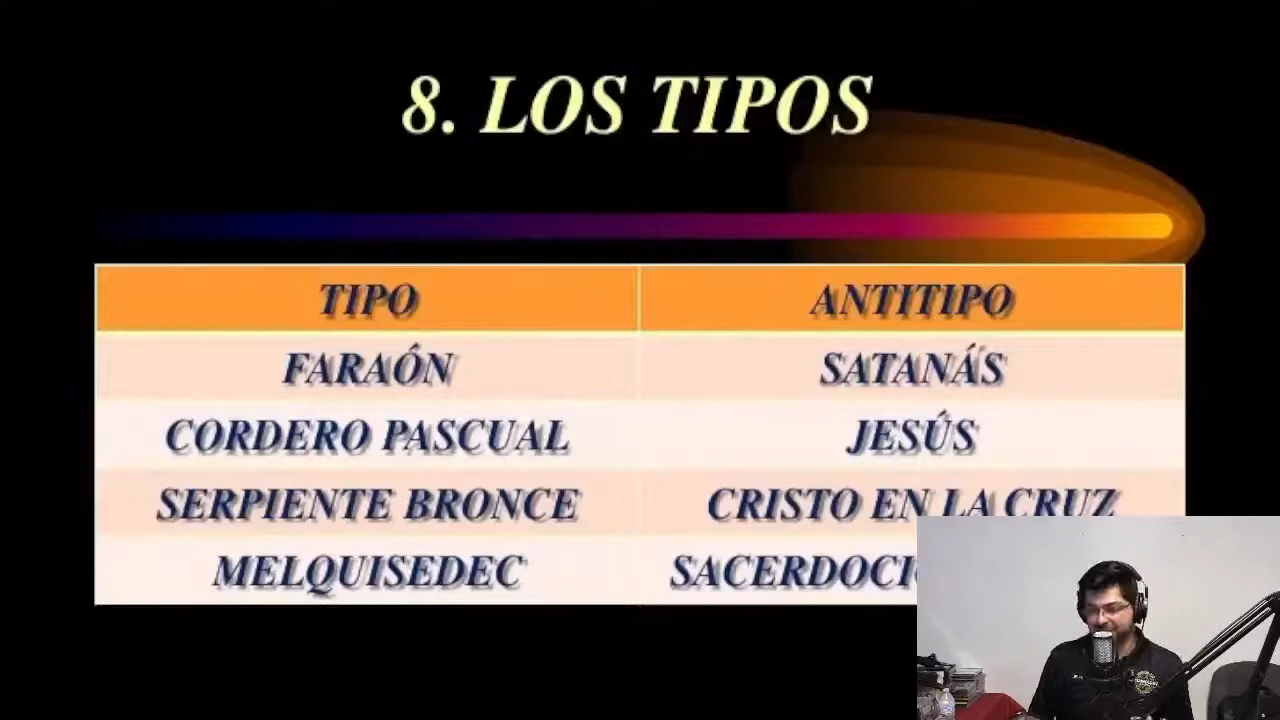 8. LOS TIPOS
TIPO ANTITIPO
FARAÓN SATANÁS
CORDERO PASCUAL JESÚS
SERPIENTE BRONCE CRISTO EN LA CRUZ
MELQUISEDEC